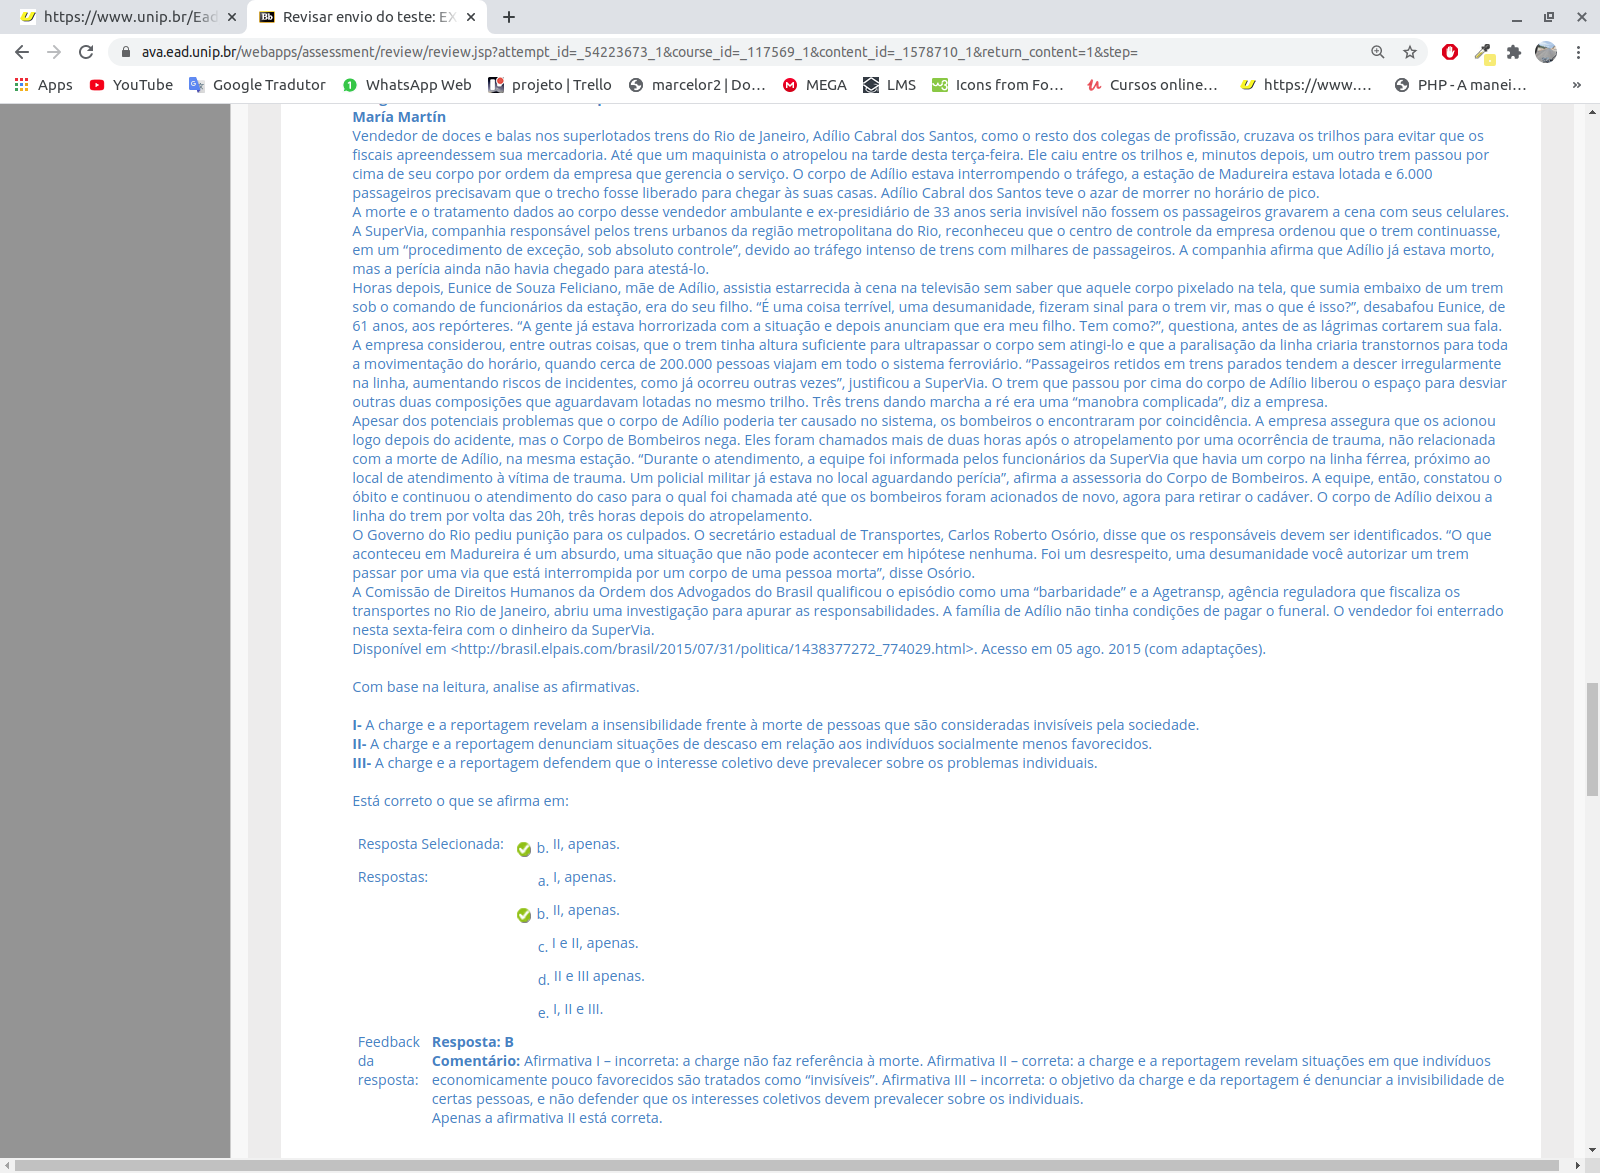 https://www.unip.br/Ead
Revisar envio do teste: EX
ava.ead.unip.br/webapps/assessment/review/review.jsp?attempt_id=_54223673_1&course_id=_117569_1&content_id=_1578710_1&return_content=1&step=
Apps YouTube Google Tradutor WhatsApp Web projeto | Trello marcelor2 | Do… MEGA LMS Icons from Fo… Cursos online… https://www.… PHP - A manei… »
María Martín
Vendedor de doces e balas nos superlotados trens do Rio de Janeiro, Adílio Cabral dos Santos, como o resto dos colegas de profissão, cruzava os trilhos para evitar que os
fiscais apreendessem sua mercadoria. Até que um maquinista o atropelou na tarde desta terça-feira. Ele caiu entre os trilhos e, minutos depois, um outro trem passou por
cima de seu corpo por ordem da empresa que gerencia o serviço. O corpo de Adílio estava interrompendo o tráfego, a estação de Madureira estava lotada e 6.000
passageiros precisavam que o trecho fosse liberado para chegar às suas casas. Adílio Cabral dos Santos teve o azar de morrer no horário de pico.
A morte e o tratamento dados ao corpo desse vendedor ambulante e ex-presidiário de 33 anos seria invisível não fossem os passageiros gravarem a cena com seus celulares.
A SuperVia, companhia responsável pelos trens urbanos da região metropolitana do Rio, reconheceu que o centro de controle da empresa ordenou que o trem continuasse,
em um “procedimento de exceção, sob absoluto controle”, devido ao tráfego intenso de trens com milhares de passageiros. A companhia afirma que Adílio já estava morto,
mas a perícia ainda não havia chegado para atestá-lo.
Horas depois, Eunice de Souza Feliciano, mãe de Adílio, assistia estarrecida à cena na televisão sem saber que aquele corpo pixelado na tela, que sumia embaixo de um trem
sob o comando de funcionários da estação, era do seu filho. “É uma coisa terrível, uma desumanidade, fizeram sinal para o trem vir, mas o que é isso?”, desabafou Eunice, de
61 anos, aos repórteres. “A gente já estava horrorizada com a situação e depois anunciam que era meu filho. Tem como?”, questiona, antes de as lágrimas cortarem sua fala.
A empresa considerou, entre outras coisas, que o trem tinha altura suficiente para ultrapassar o corpo sem atingi-lo e que a paralisação da linha criaria transtornos para toda
a movimentação do horário, quando cerca de 200.000 pessoas viajam em todo o sistema ferroviário. “Passageiros retidos em trens parados tendem a descer irregularmente
na linha, aumentando riscos de incidentes, como já ocorreu outras vezes”, justificou a SuperVia. O trem que passou por cima do corpo de Adílio liberou o espaço para desviar
outras duas composições que aguardavam lotadas no mesmo trilho. Três trens dando marcha a ré era uma “manobra complicada”, diz a empresa.
Apesar dos potenciais problemas que o corpo de Adílio poderia ter causado no sistema, os bombeiros o encontraram por coincidência. A empresa assegura que os acionou
logo depois do acidente, mas o Corpo de Bombeiros nega. Eles foram chamados mais de duas horas após o atropelamento por uma ocorrência de trauma, não relacionada
com a morte de Adílio, na mesma estação. “Durante o atendimento, a equipe foi informada pelos funcionários da SuperVia que havia um corpo na linha férrea, próximo ao
local de atendimento à vítima de trauma. Um policial militar já estava no local aguardando perícia”, afirma a assessoria do Corpo de Bombeiros. A equipe, então, constatou o
óbito e continuou o atendimento do caso para o qual foi chamada até que os bombeiros foram acionados de novo, agora para retirar o cadáver. O corpo de Adílio deixou a
linha do trem por volta das 20h, três horas depois do atropelamento.
O Governo do Rio pediu punição para os culpados. O secretário estadual de Transportes, Carlos Roberto Osório, disse que os responsáveis devem ser identificados. “O que
aconteceu em Madureira é um absurdo, uma situação que não pode acontecer em hipótese nenhuma. Foi um desrespeito, uma desumanidade você autorizar um trem
passar por uma via que está interrompida por um corpo de uma pessoa morta”, disse Osório.
A Comissão de Direitos Humanos da Ordem dos Advogados do Brasil qualificou o episódio como uma “barbaridade” e a Agetransp, agência reguladora que fiscaliza os
transportes no Rio de Janeiro, abriu uma investigação para apurar as responsabilidades. A família de Adílio não tinha condições de pagar o funeral. O vendedor foi enterrado
nesta sexta-feira com o dinheiro da SuperVia.
Disponível em <http://brasil.elpais.com/brasil/2015/07/31/politica/1438377272_774029.html>. Acesso em 05 ago. 2015 (com adaptações).
Com base na leitura, analise as afirmativas.
I- A charge e a reportagem revelam a insensibilidade frente à morte de pessoas que são consideradas invisíveis pela sociedade.
II- A charge e a reportagem denunciam situações de descaso em relação aos indivíduos socialmente menos favorecidos.
III- A charge e a reportagem defendem que o interesse coletivo deve prevalecer sobre os problemas individuais.
Está correto o que se afirma em:
Resposta Selecionada: b. II, apenas.
Respostas: a. I, apenas.
b. II, apenas.
c. I e II, apenas.
d. II e III apenas.
e. I, II e III.
Feedback da resposta:
Resposta: B
Comentário: Afirmativa I – incorreta: a charge não faz referência à morte. Afirmativa II – correta: a charge e a reportagem revelam situações em que indivíduos
economicamente pouco favorecidos são tratados como “invisíveis”. Afirmativa III – incorreta: o objetivo da charge e da reportagem é denunciar a invisibilidade de
certas pessoas, e não defender que os interesses coletivos devem prevalecer sobre os individuais.
Apenas a afirmativa II está correta.